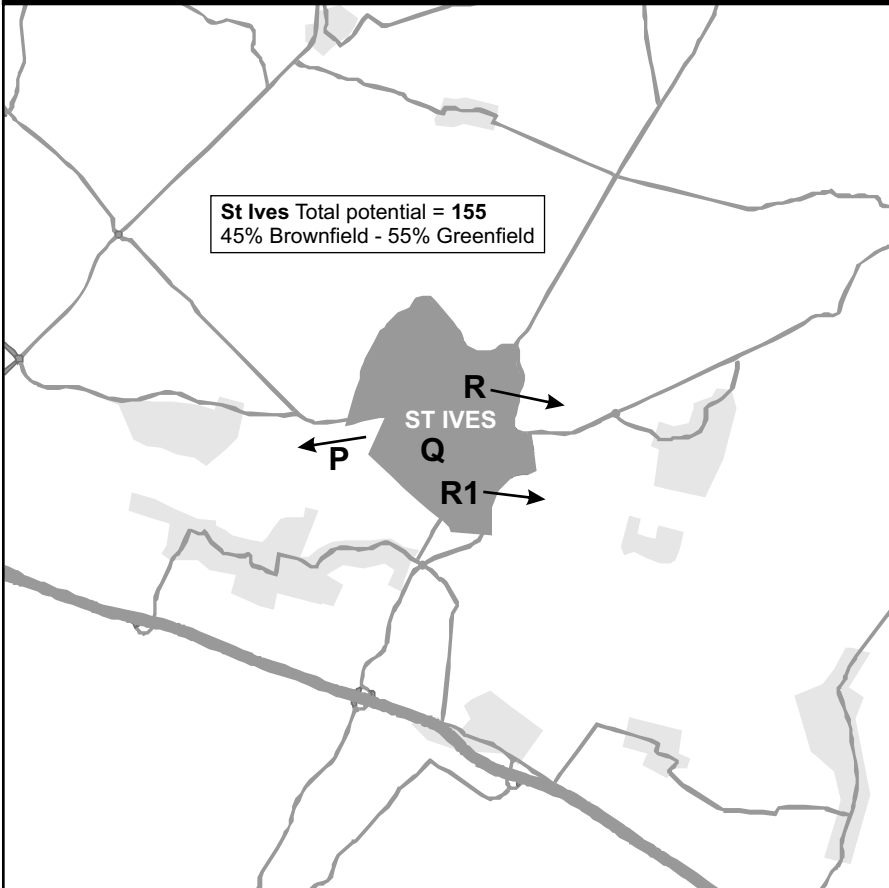 St Ives Total potential = 155
45% Brownfield - 55% Greenfield
R
ST IVES
P
Q
R1